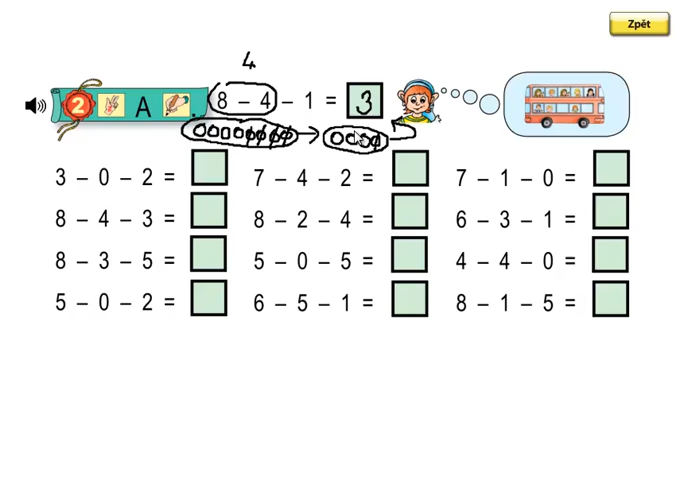 Zpět
4
2 A . 8 – 4 – 1 = 3
3 – 0 – 2 = 7 – 4 – 2 = 7 – 1 – 0 =
8 – 4 – 3 = 8 – 2 – 4 = 6 – 3 – 1 =
8 – 3 – 5 = 5 – 0 – 5 = 4 – 4 – 0 =
5 – 0 – 2 = 6 – 5 – 1 = 8 – 1 – 5 =